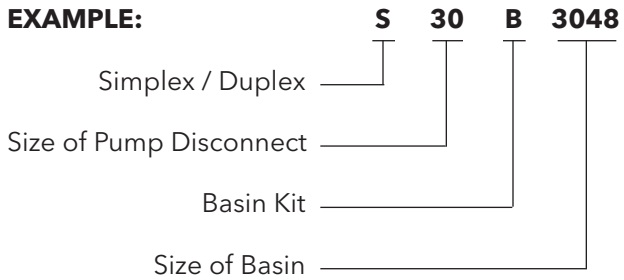 EXAMPLE: S 30 B 3048
Simplex / Duplex
Size of Pump Disconnect
Basin Kit
Size of Basin